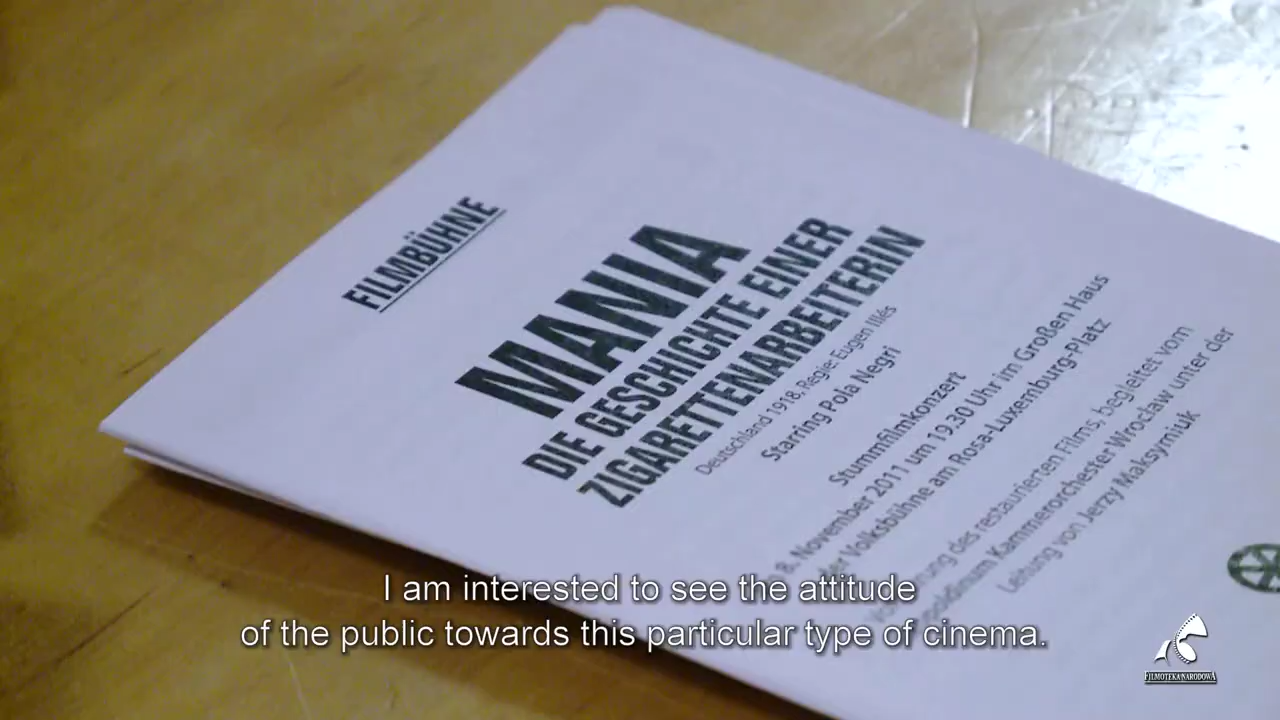 FILMBÜHNE
MANIA
DIE GESCHICHTE EINER
ZIGARETTENARBEITERIN
Deutschland 1918, Regie: Eugen Illés
Starring Pola Negri
Stummfilmkonzert
8. November 2011 um 19.30 Uhr im Großen Haus
der Volksbühne am Rosa-Luxemburg-Platz
des restaurierten Films, begleitet vom
Kammerorchester Wrocław unter der
Leitung von Jerzy Maksymiuk
I am interested to see the attitude
of the public towards this particular type of cinema.
FILMOTEKA NARODOWA